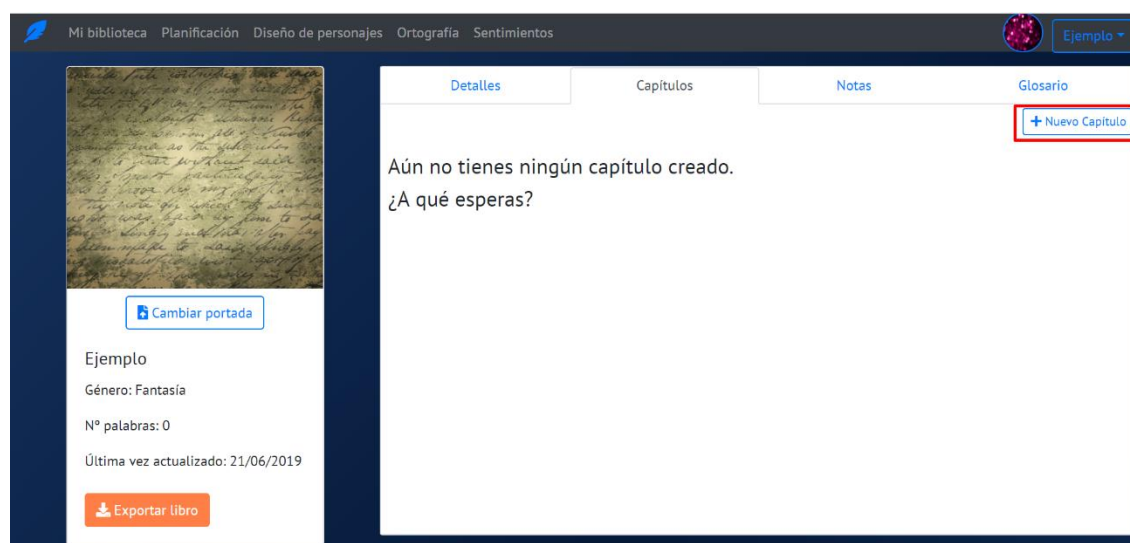 Mi biblioteca Planificación Diseño de personajes Ortografía Sentimientos Ejemplo
Detalles Capítulos Notas Glosario
+ Nuevo Capítulo
Aún no tienes ningún capítulo creado.
¿A qué esperas?
Cambiar portada
Ejemplo
Género: Fantasía
Nº palabras: 0
Última vez actualizado: 21/06/2019
Exportar libro